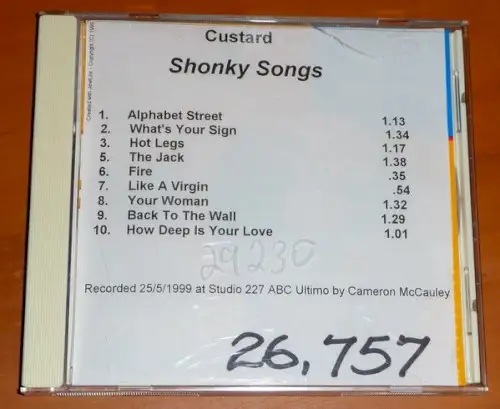 Custard
Shonky Songs
1. Alphabet Street 1.13
2. What's Your Sign 1.34
3. Hot Legs 1.17
5. The Jack 1.38
6. Fire .35
7. Like A Virgin .54
8. Your Woman 1.32
9. Back To The Wall 1.29
10. How Deep Is Your Love 1.01
29230
Recorded 25/5/1999 at Studio 227 ABC Ultimo by Cameron McCauley
26,757